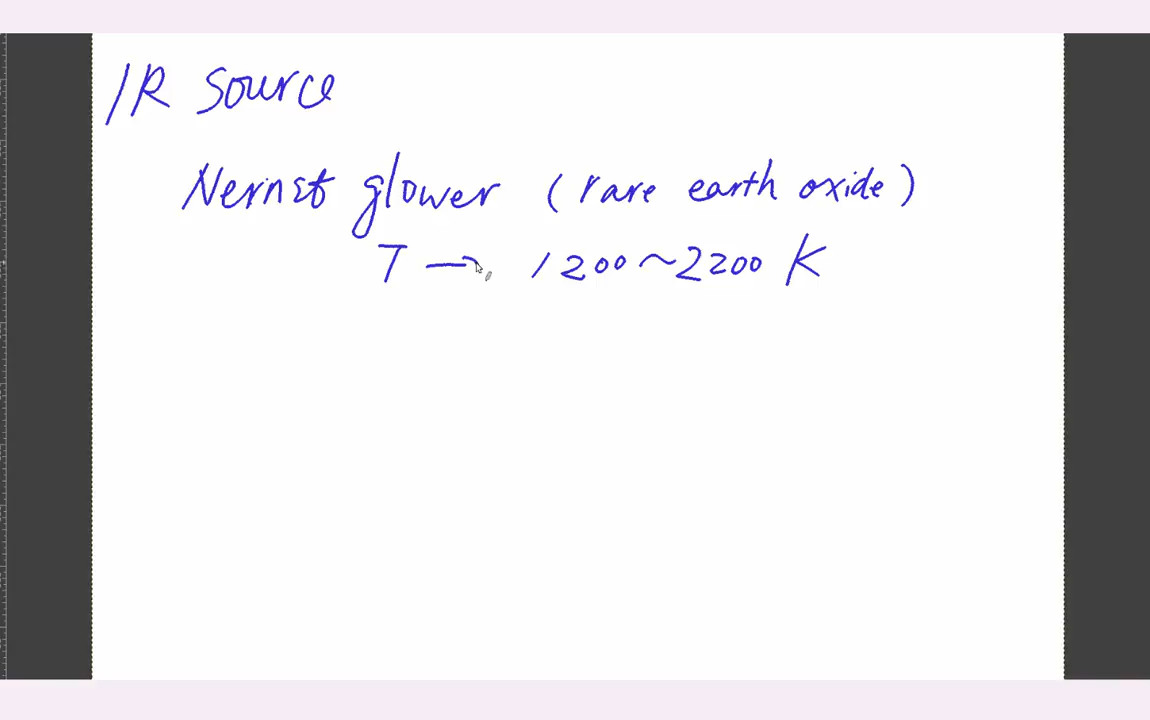 IR source
Nernst glower (rare earth oxide)
T → 1200~2200 K